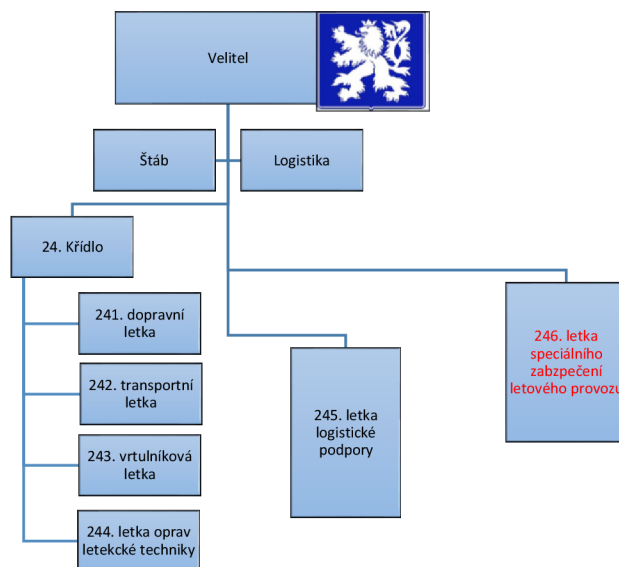 Velitel
Štáb
Logistika
24. Křídlo
241. dopravní
letka
242. transportní
letka
243. vrtulníková
letka
244. letka oprav
letekcké techniky
245. letka
logistické
podpory
246. letka
speciálního
zabzpečení
letového provozu